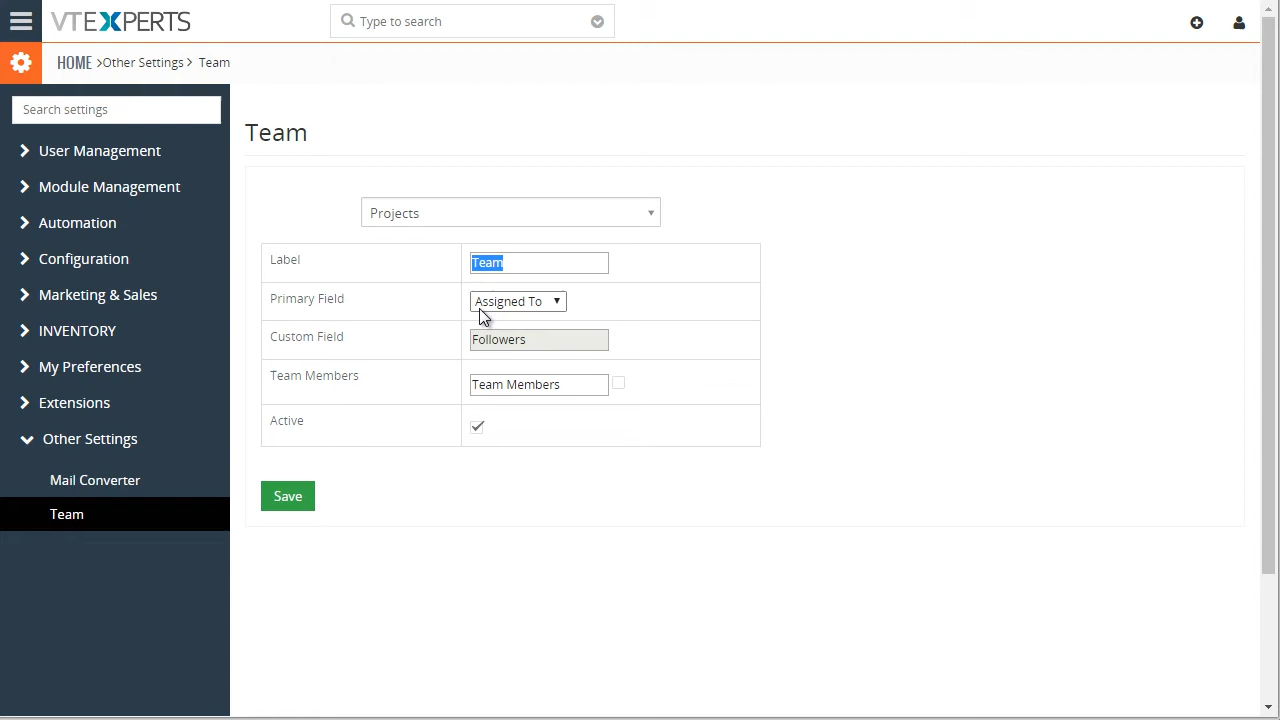 VTEXPERTS
Type to search
HOME >Other Settings > Team
Search settings
User Management
Module Management
Automation
Configuration
Marketing & Sales
INVENTORY
My Preferences
Extensions
Other Settings
Mail Converter
Team
Team
Projects
Label Team
Primary Field Assigned To
Custom Field Followers
Team Members Team Members
Active
Save